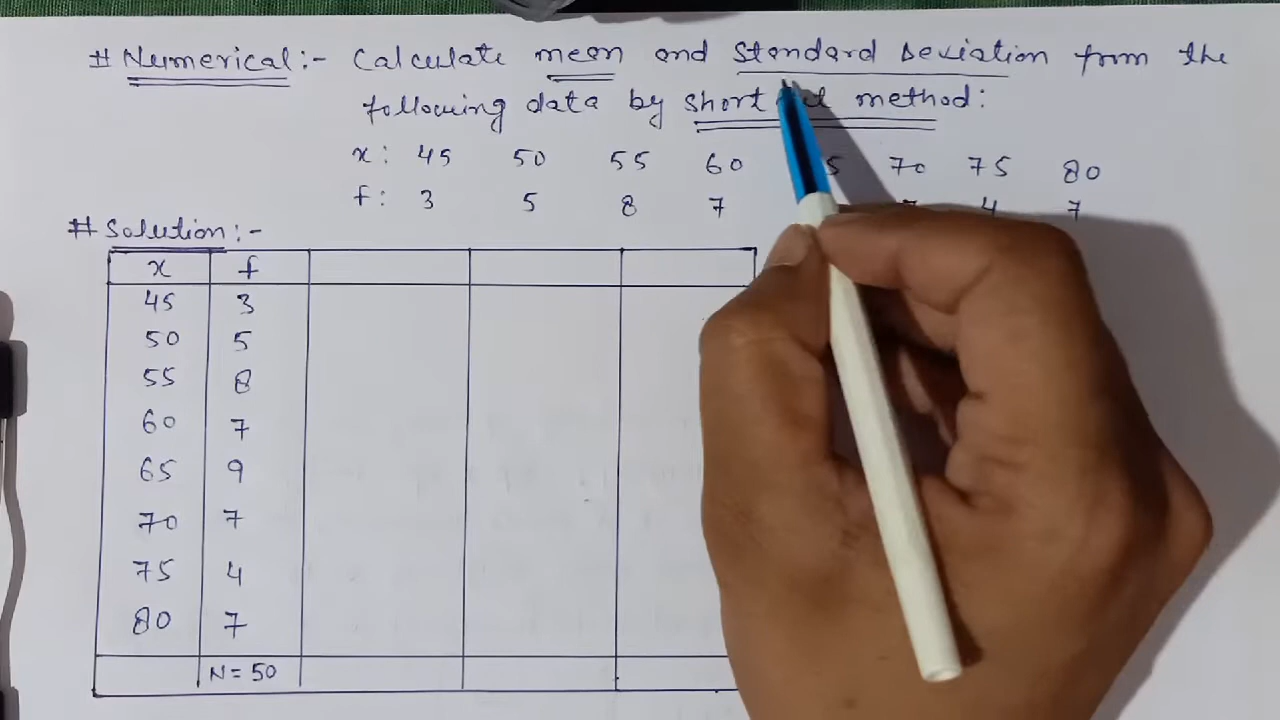 # Numerical:- Calculate mean and Standard Deviation from the
following data by short method:
x: 45 50 55 60 5 70 75 80
f: 3 5 8 7 4 7
# Solution:-
x f
45 3
50 5
55 8
60 7
65 9
70 7
75 4
80 7
N = 50